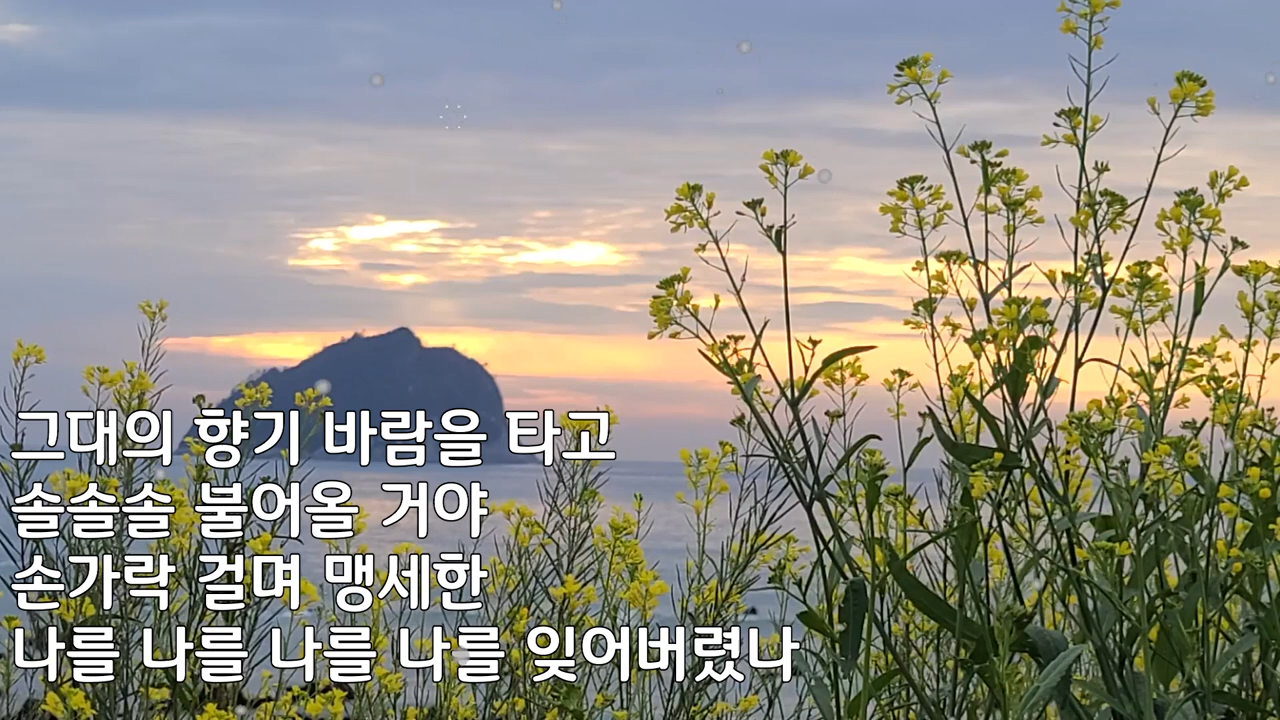 그대의 향기 바람을 타고
솔솔솔 불어올 거야
손가락 걸며 맹세한
나를 나를 나를 나를 잊어버렸나